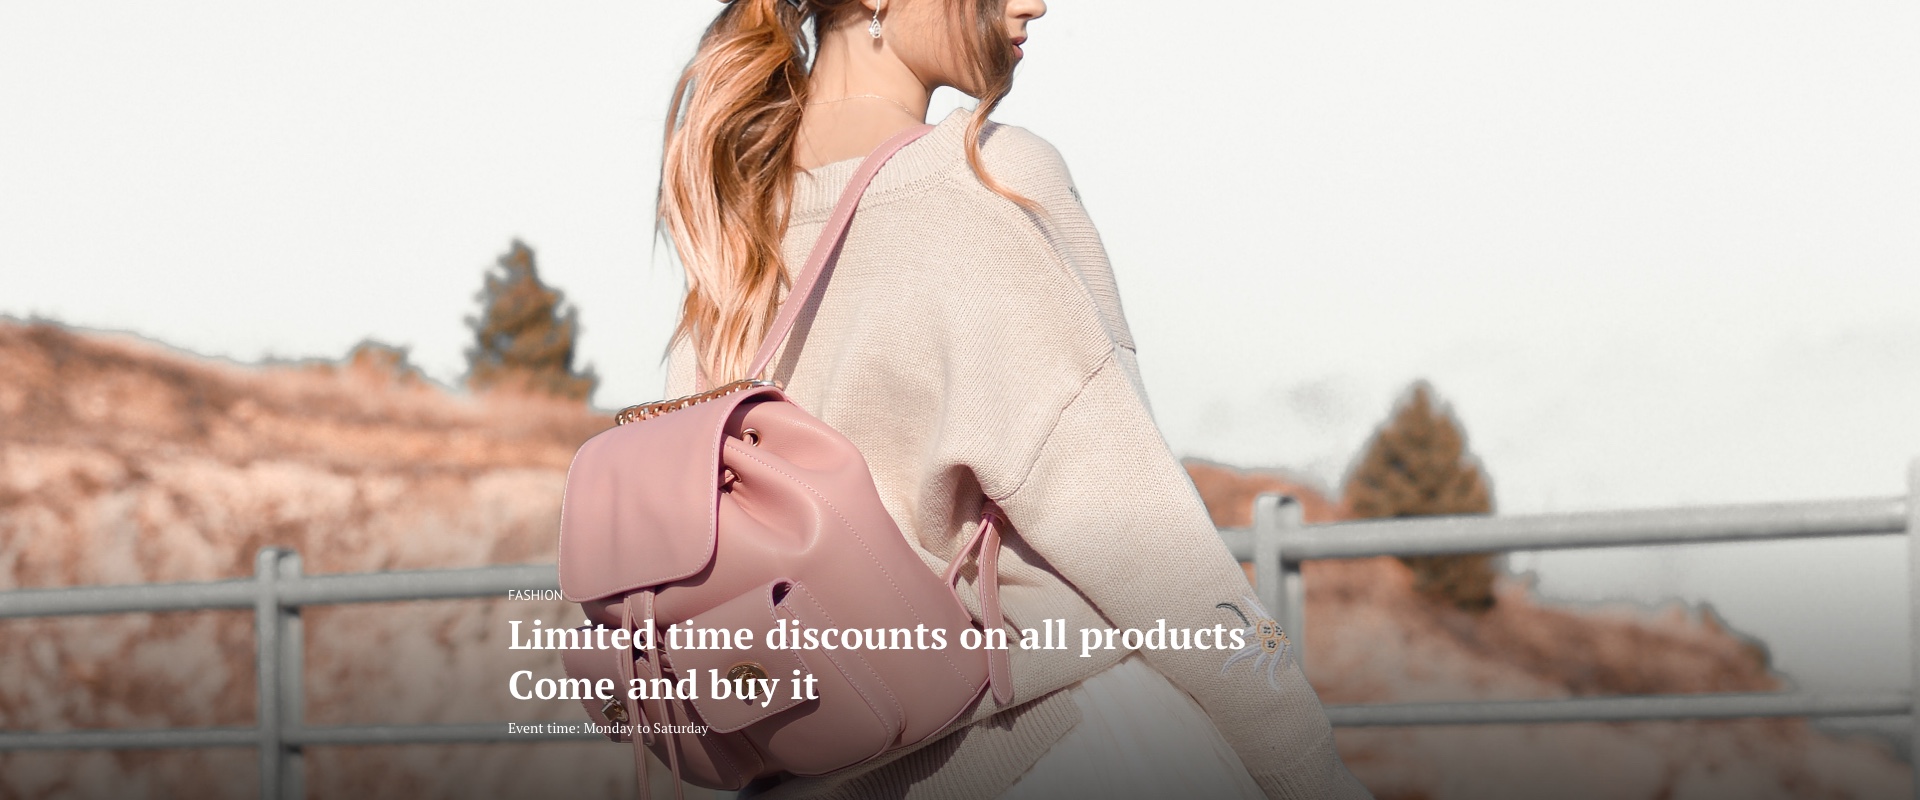 FASHION
Limited time discounts on all products
Come and buy it
Event time: Monday to Saturday